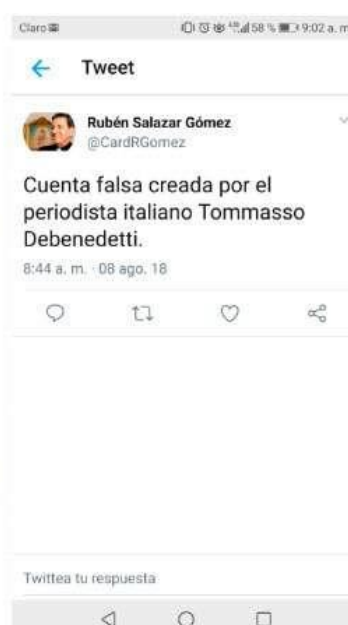 Claro 58 % 9:02 a. m
Tweet
Rubén Salazar Gómez
@CardRGomez
Cuenta falsa creada por el
periodista italiano Tommasso
Debenedetti.
8:44 a. m. · 08 ago. 18
Twittea tu respuesta